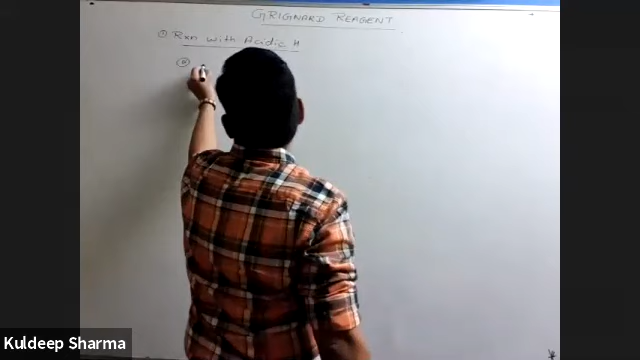 GRIGNARD REAGENT
① Rxn with Acidic H
ⓐ
Kuldeep Sharma